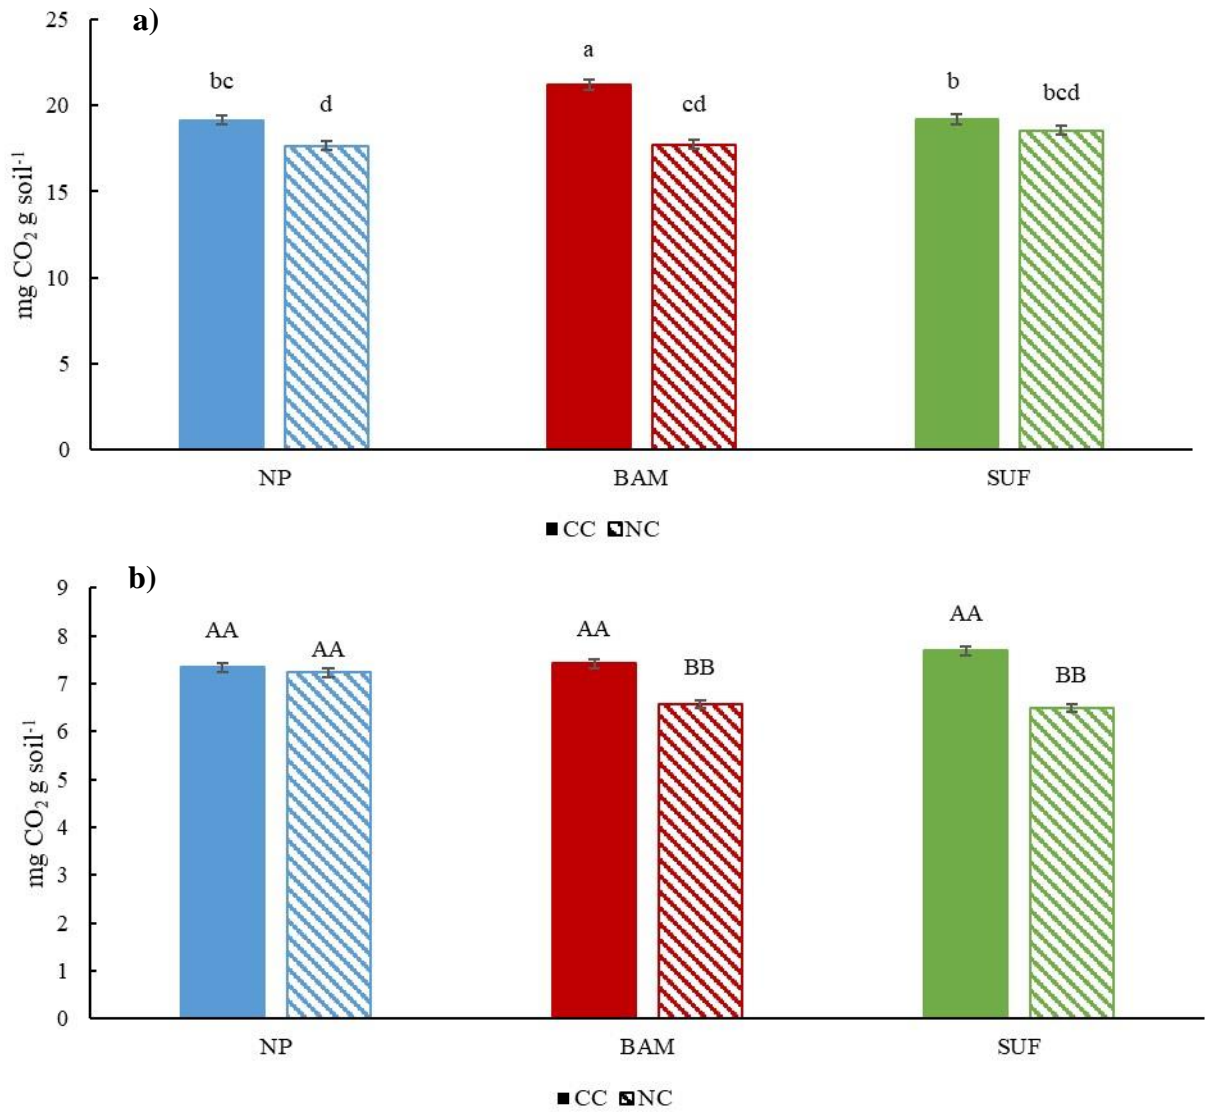 a)
25
20
15
10
5
0
mg CO₂ g soil⁻¹
bc
d
a
cd
b
bcd
NP BAM SUF
CC NC
b)
9
8
7
6
5
4
3
2
1
0
mg CO₂ g soil⁻¹
AA
AA
AA
BB
AA
BB
NP BAM SUF
CC NC